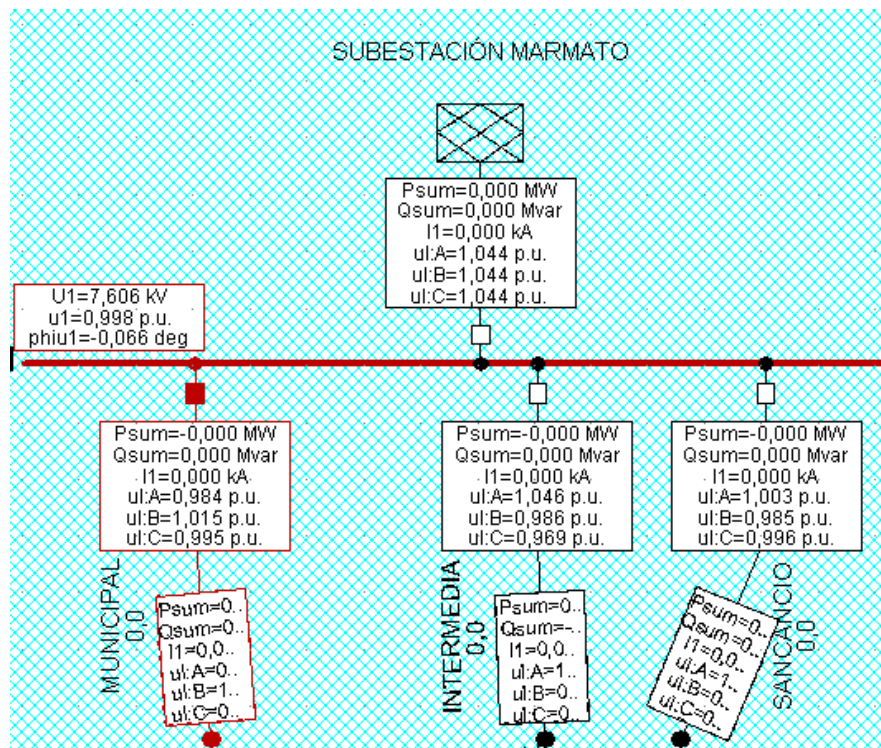 SUBESTACIÓN MARMATO
Psum=0,000 MW
Qsum=0,000 Mvar
I1=0,000 kA
ul:A=1,044 p.u.
ul:B=1,044 p.u.
ul:C=1,044 p.u.
U1=7,606 kV
u1=0,998 p.u.
phiu1=-0,066 deg
Psum=-0,000 MW
Qsum=0,000 Mvar
I1=0,000 kA
ul:A=0,984 p.u.
ul:B=1,015 p.u.
ul:C=0,995 p.u.
Psum=-0,000 MW
Qsum=0,000 Mvar
I1=0,000 kA
ul:A=1,046 p.u.
ul:B=0,986 p.u.
ul:C=0,969 p.u.
Psum=-0,000 MW
Qsum=0,000 Mvar
I1=0,000 kA
ul:A=1,003 p.u.
ul:B=0,985 p.u.
ul:C=0,996 p.u.
MUNICIPAL
0,0
Psum=0..
Qsum=0..
I1=0,0..
ul:A=0..
ul:B=1..
ul:C=0..
INTERMEDIA
0,0
Psum=0..
Qsum=-..
I1=0,0..
ul:A=1..
ul:B=0..
ul:C=0..
Psum=0..
Qsum=0..
I1=0,0..
ul:A=1..
ul:B=0..
ul:C=0..
SANCANCIO
0,0